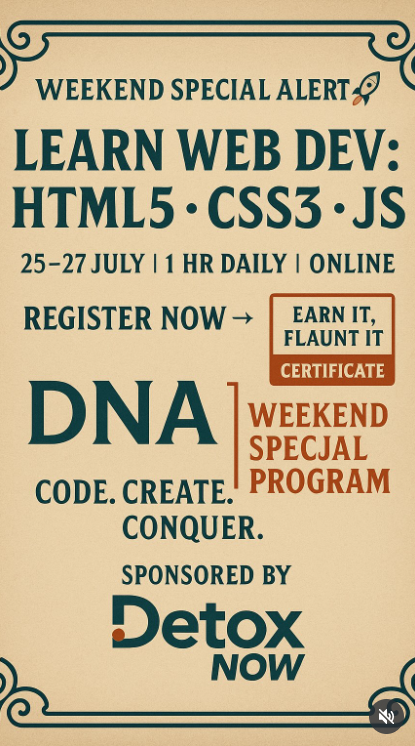 WEEKEND SPECIAL ALERT🚀
LEARN WEB DEV:
HTML5 • CSS3 • JS
25–27 JULY | 1 HR DAILY | ONLINE
REGISTER NOW →
EARN IT,
FLAUNT IT
CERTIFICATE
DNA
WEEKEND
SPECJAL
PROGRAM
CODE. CREATE.
CONQUER.
SPONSORED BY
Detox
NOW